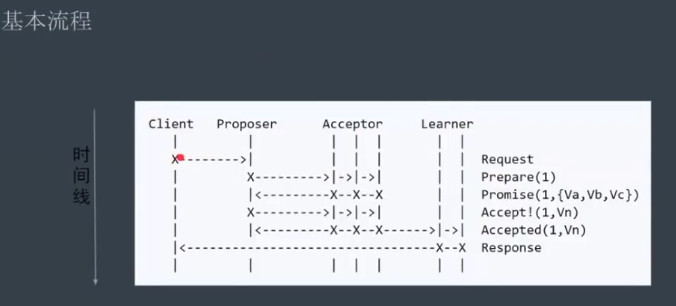 基本流程
时间线
Client   Proposer      Acceptor     Learner
   |         |          |  |  |       |  |
   X-------->|          |  |  |       |  |  Request
   |         X--------->|->|->|       |  |  Prepare(1)
   |         |<---------X--X--X       |  |  Promise(1,{Va,Vb,Vc})
   |         X--------->|->|->|       |  |  Accept!(1,Vn)
   |         |<---------X--X--X------>|->|  Accepted(1,Vn)
   |<---------------------------------X--X  Response
   |         |          |  |  |       |  |